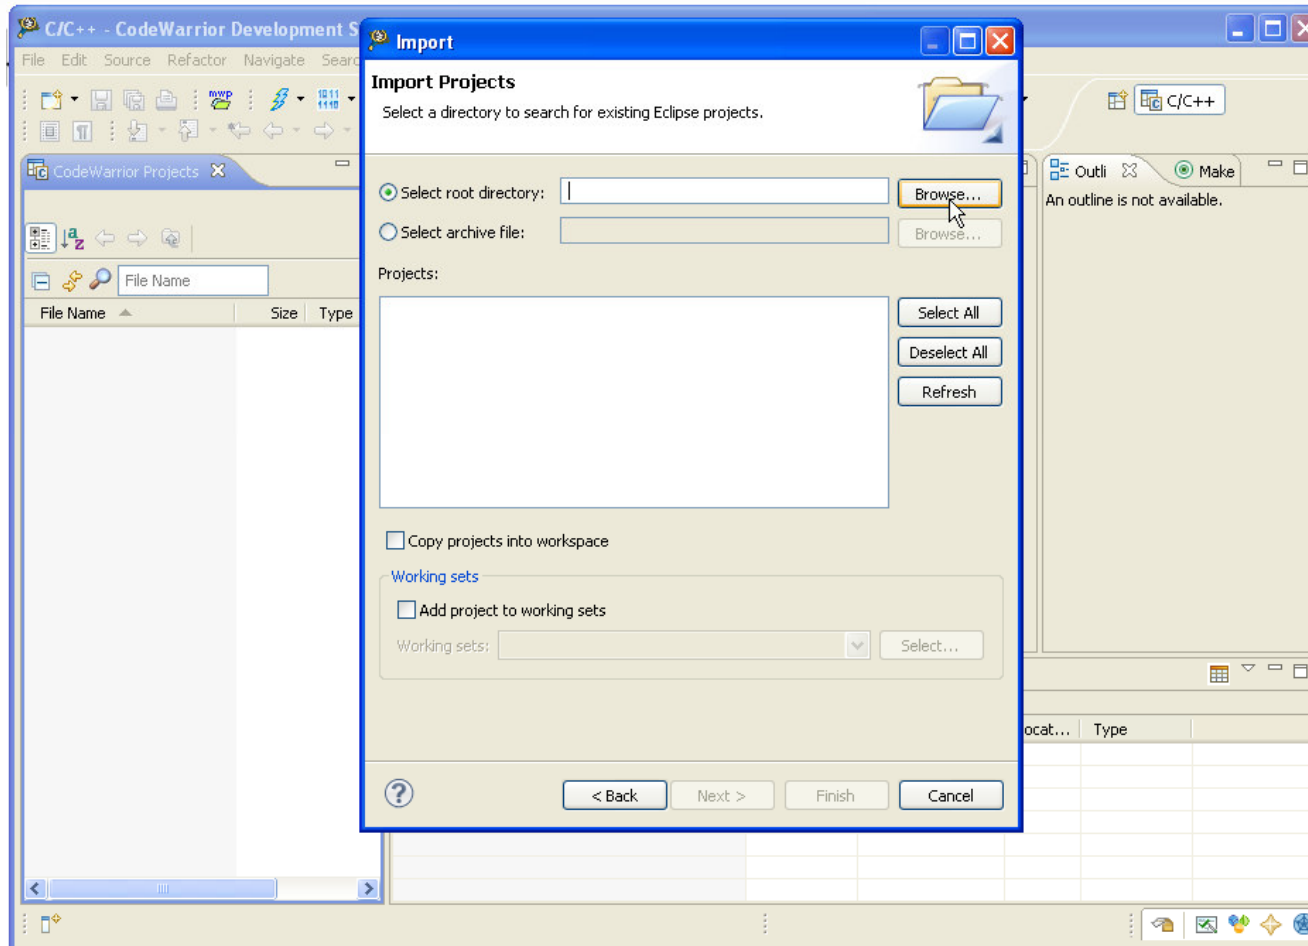 C/C++ - CodeWarrior Development S
File Edit Source Refactor Navigate Searc
mwp
1011
1110
C/C++
CodeWarrior Projects
a
z
File Name
File Name Size Type
Import
Import Projects
Select a directory to search for existing Eclipse projects.
Select root directory: Browse...
Select archive file: Browse...
Projects:
Select All
Deselect All
Refresh
Copy projects into workspace
Working sets
Add project to working sets
Working sets: Select...
? < Back Next > Finish Cancel
Outli Make
An outline is not available.
ocat... Type